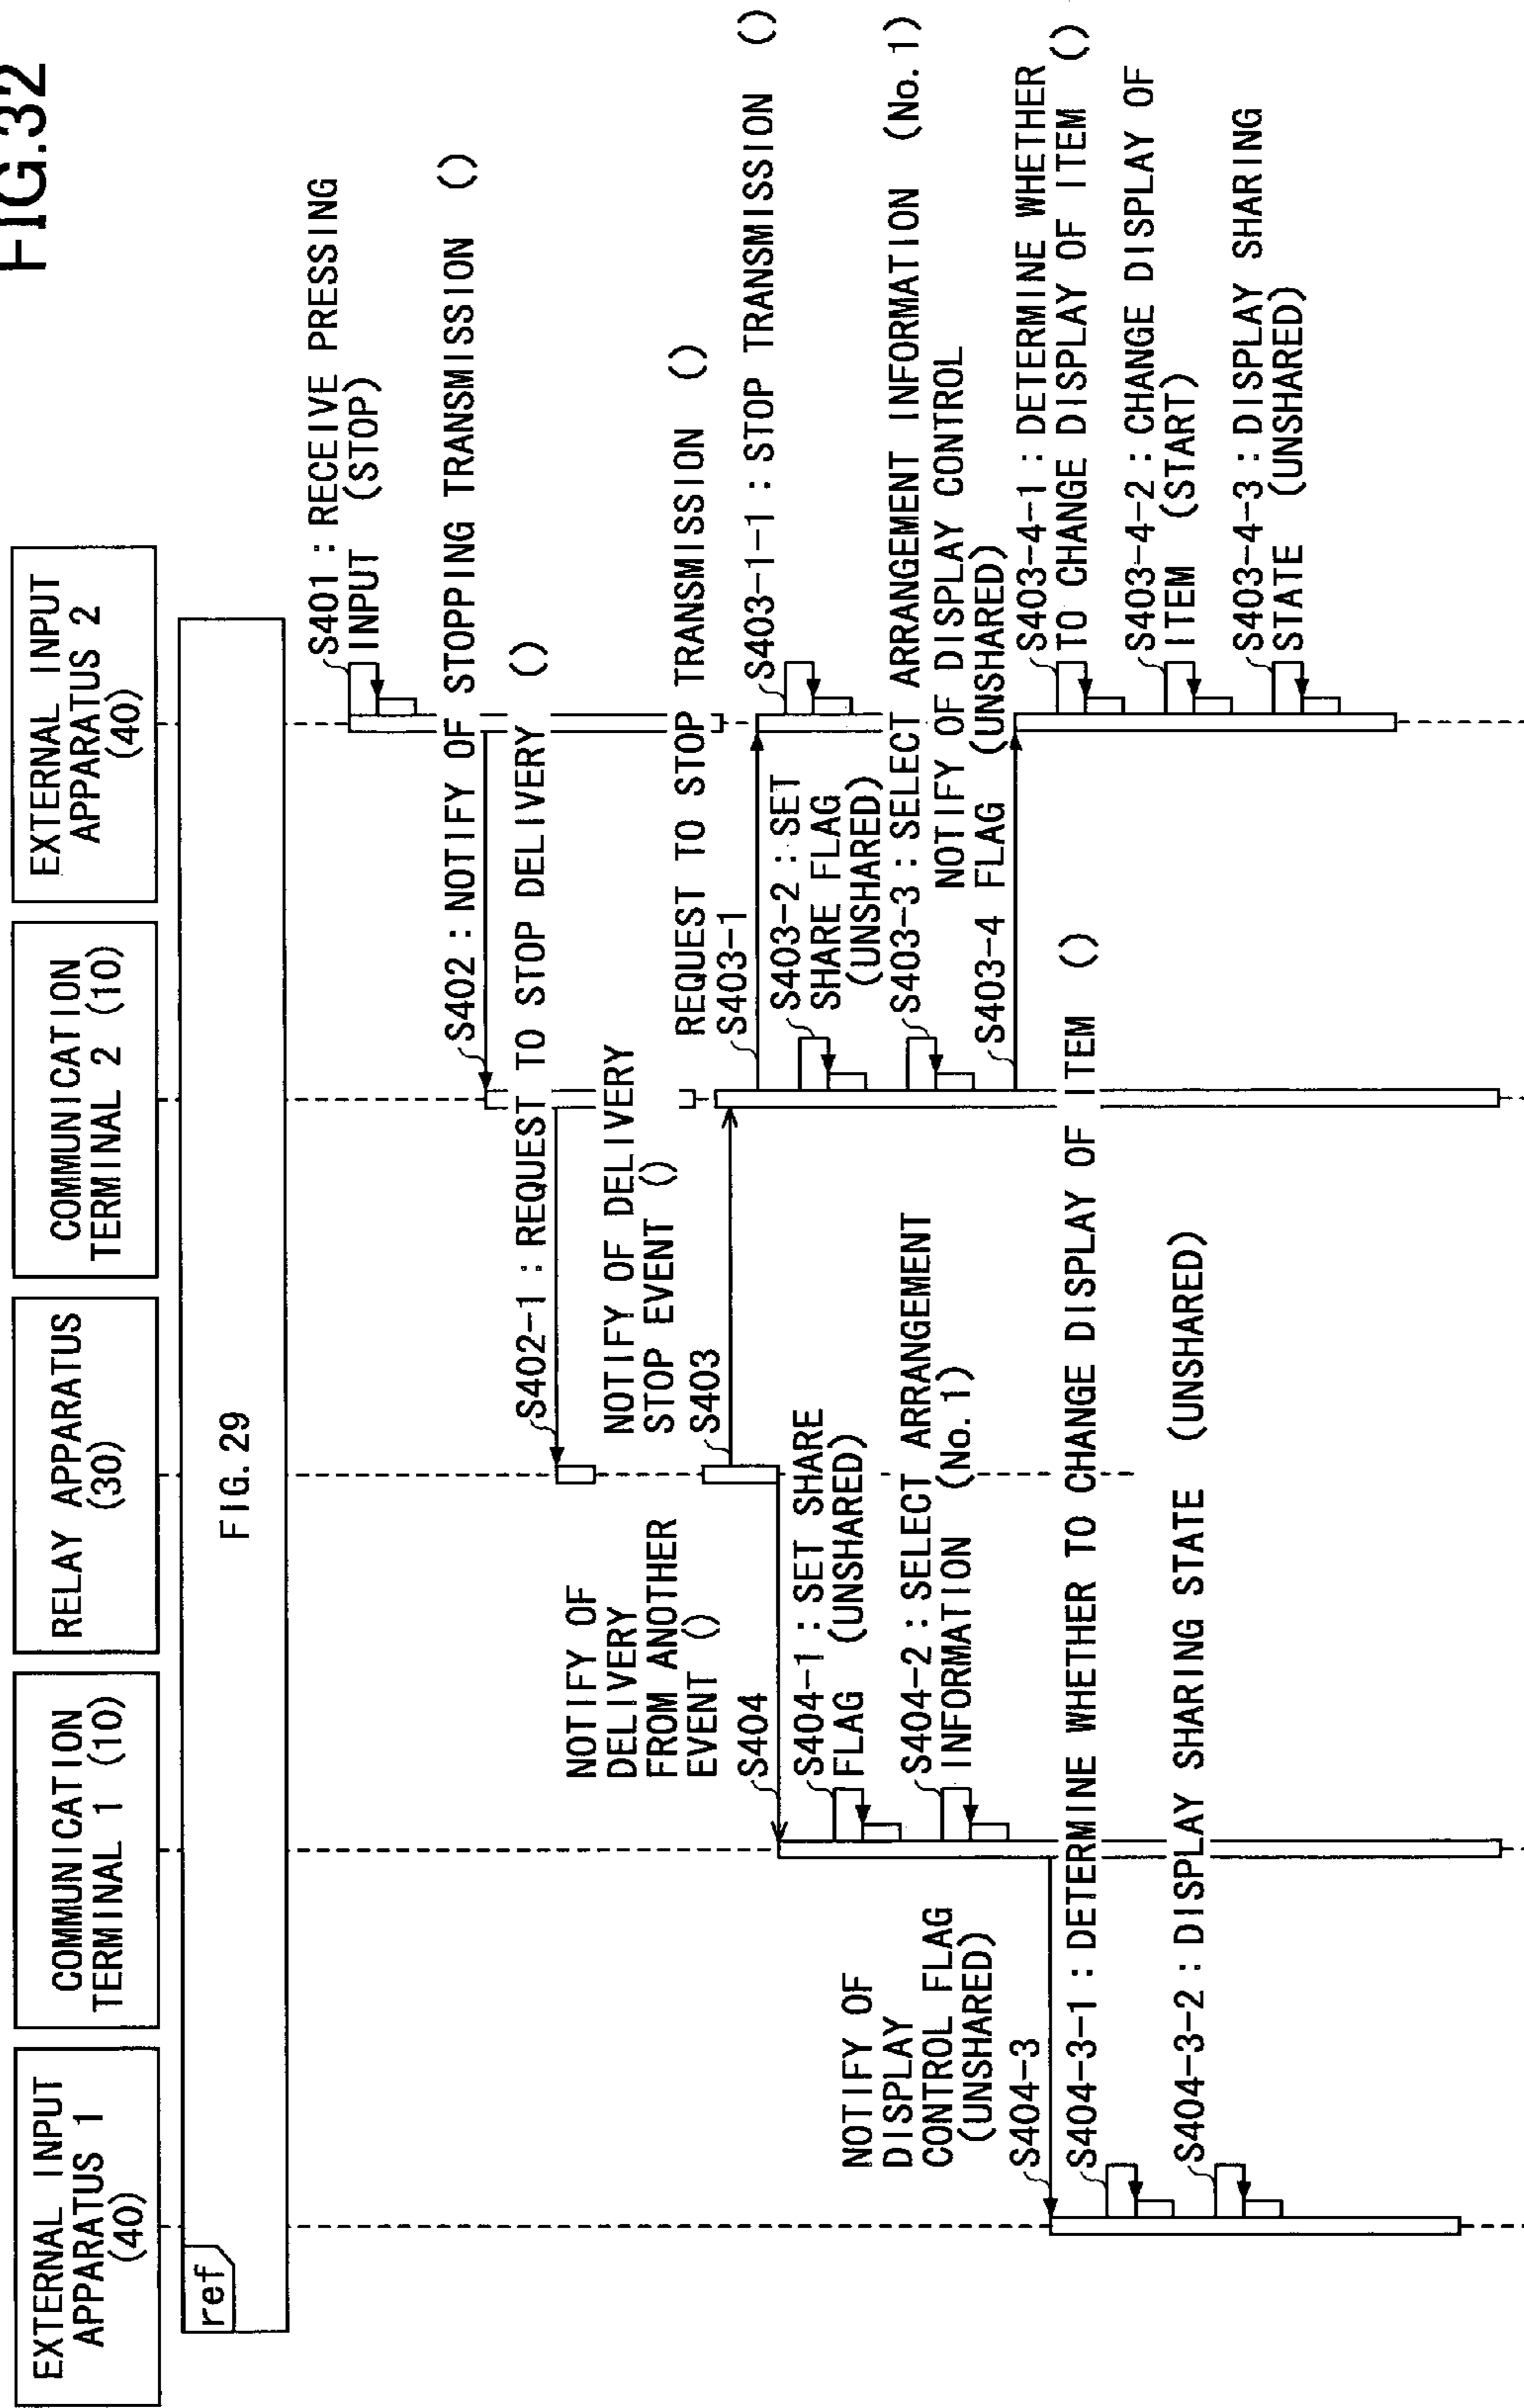 FIG.32
EXTERNAL INPUT
APPARATUS 1
(40)
COMMUNICATION
TERMINAL 1 (10)
RELAY APPARATUS
(30)
COMMUNICATION
TERMINAL 2 (10)
EXTERNAL INPUT
APPARATUS 2
(40)
ref
FIG. 29
S401 : RECEIVE PRESSING
INPUT (STOP)
S402 : NOTIFY OF STOPPING TRANSMISSION ()
S402-1 : REQUEST TO STOP DELIVERY ()
NOTIFY OF DELIVERY
STOP EVENT ()
S403
REQUEST TO STOP TRANSMISSION ()
S403-1
S403-1-1 : STOP TRANSMISSION ()
S403-2 : SET
SHARE FLAG
(UNSHARED)
S403-3 : SELECT ARRANGEMENT INFORMATION (No. 1)
NOTIFY OF DISPLAY CONTROL
S403-4 FLAG (UNSHARED)
S403-4-1 : DETERMINE WHETHER
TO CHANGE DISPLAY OF ITEM ()
S403-4-2 : CHANGE DISPLAY OF
ITEM (START)
S403-4-3 : DISPLAY SHARING
STATE (UNSHARED)
NOTIFY OF
DELIVERY
FROM ANOTHER
EVENT ()
S404
S404-1 : SET SHARE
FLAG (UNSHARED)
S404-2 : SELECT ARRANGEMENT
INFORMATION (No. 1)
NOTIFY OF
DISPLAY
CONTROL FLAG
(UNSHARED)
S404-3
S404-3-1 : DETERMINE WHETHER TO CHANGE DISPLAY OF ITEM ()
S404-3-2 : DISPLAY SHARING STATE (UNSHARED)